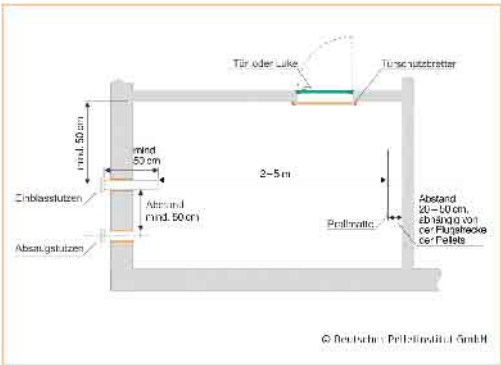 Tür oder Luke
Türschutzbretter
mind. 50 cm
mind.
50 cm
2–5 m
Einblasstutzen
Abstand
mind. 50 cm
Absaugstutzen
Prallmatte
Abstand
20–50 cm,
abhängig von
der Flugstrecke
der Pellets
© Deutsches Pelletinstitut GmbH